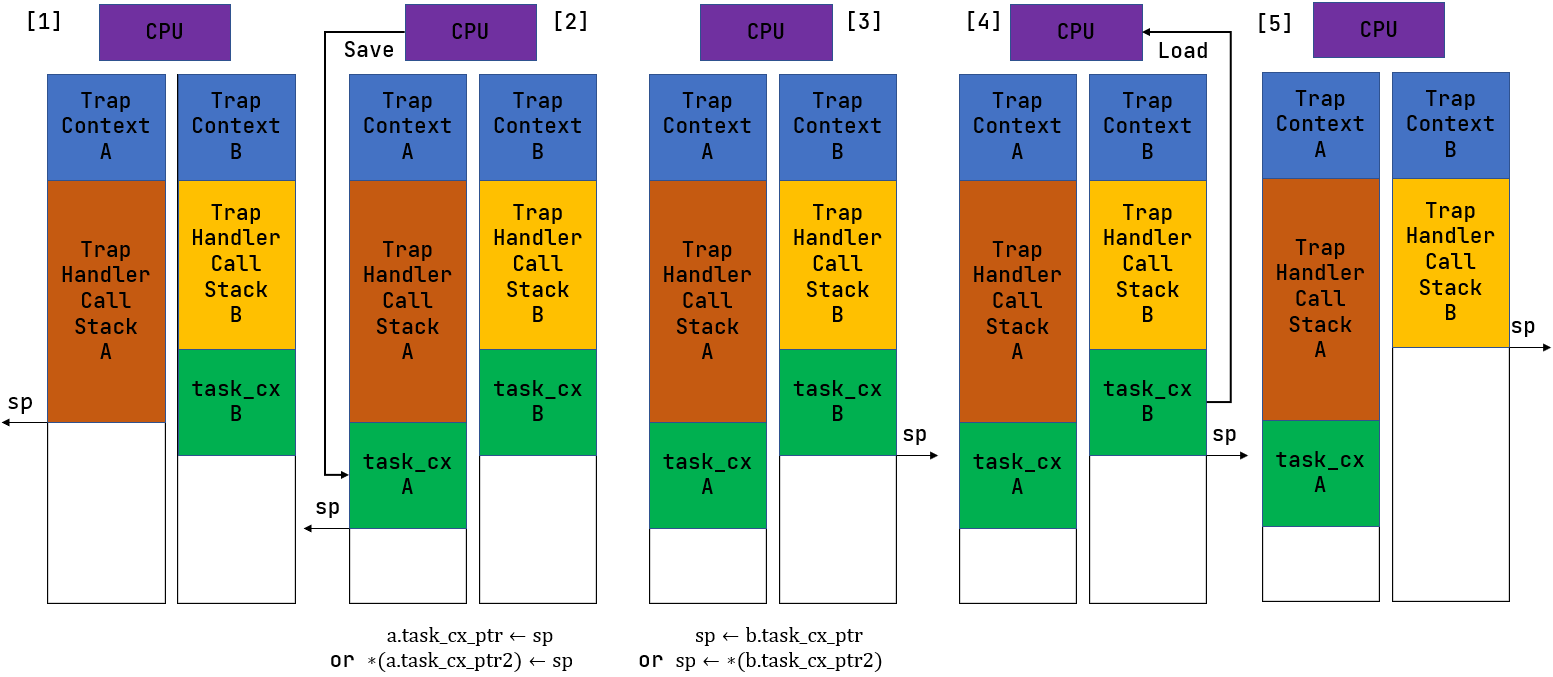 [1]
CPU
Trap
Context
A
Trap
Handler
Call
Stack
A
sp
Trap
Context
B
Trap
Handler
Call
Stack
B
task_cx
B
[2]
CPU
Save
Trap
Context
A
Trap
Handler
Call
Stack
A
task_cx
A
sp
Trap
Context
B
Trap
Handler
Call
Stack
B
task_cx
B
a.task_cx_ptr ← sp
or *(a.task_cx_ptr2) ← sp
[3]
CPU
Trap
Context
A
Trap
Handler
Call
Stack
A
task_cx
A
Trap
Context
B
Trap
Handler
Call
Stack
B
task_cx
B
sp
sp ← b.task_cx_ptr
or sp ← *(b.task_cx_ptr2)
[4]
CPU
Load
Trap
Context
A
Trap
Handler
Call
Stack
A
task_cx
A
Trap
Context
B
Trap
Handler
Call
Stack
B
task_cx
B
sp
[5]
CPU
Trap
Context
A
Trap
Handler
Call
Stack
A
task_cx
A
Trap
Context
B
Trap
Handler
Call
Stack
B
sp